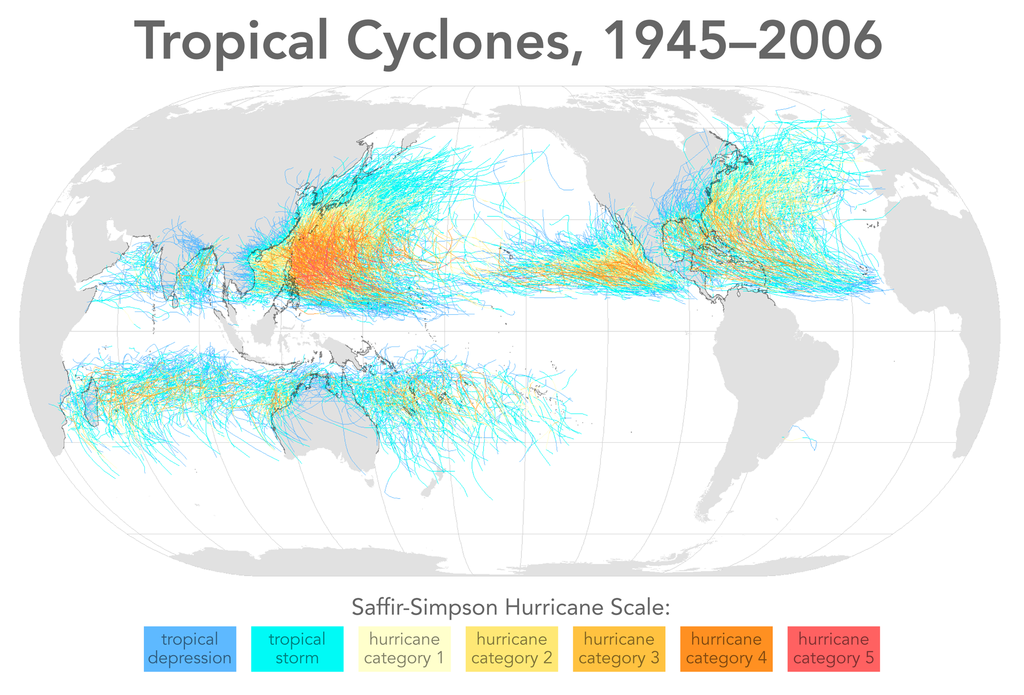 Tropical Cyclones, 1945–2006
Saffir-Simpson Hurricane Scale:
tropical
depression
tropical
storm
hurricane
category 1
hurricane
category 2
hurricane
category 3
hurricane
category 4
hurricane
category 5